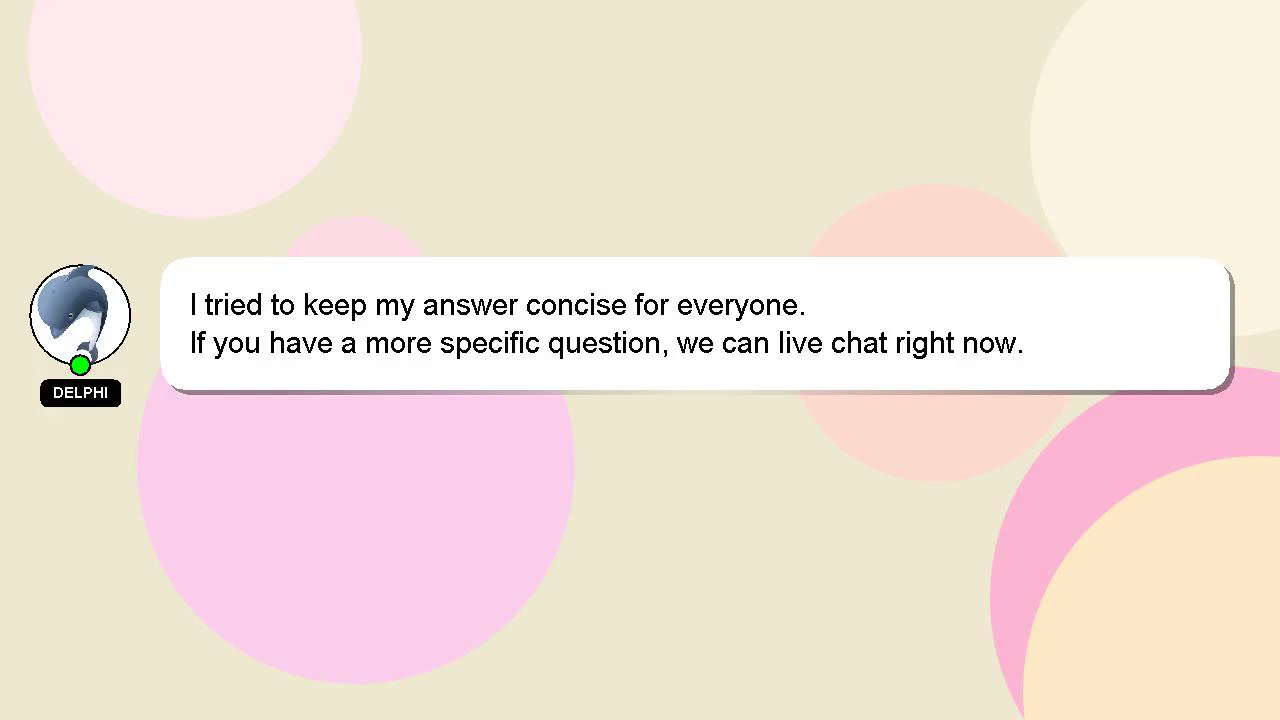 I tried to keep my answer concise for everyone.
If you have a more specific question, we can live chat right now.
DELPHI